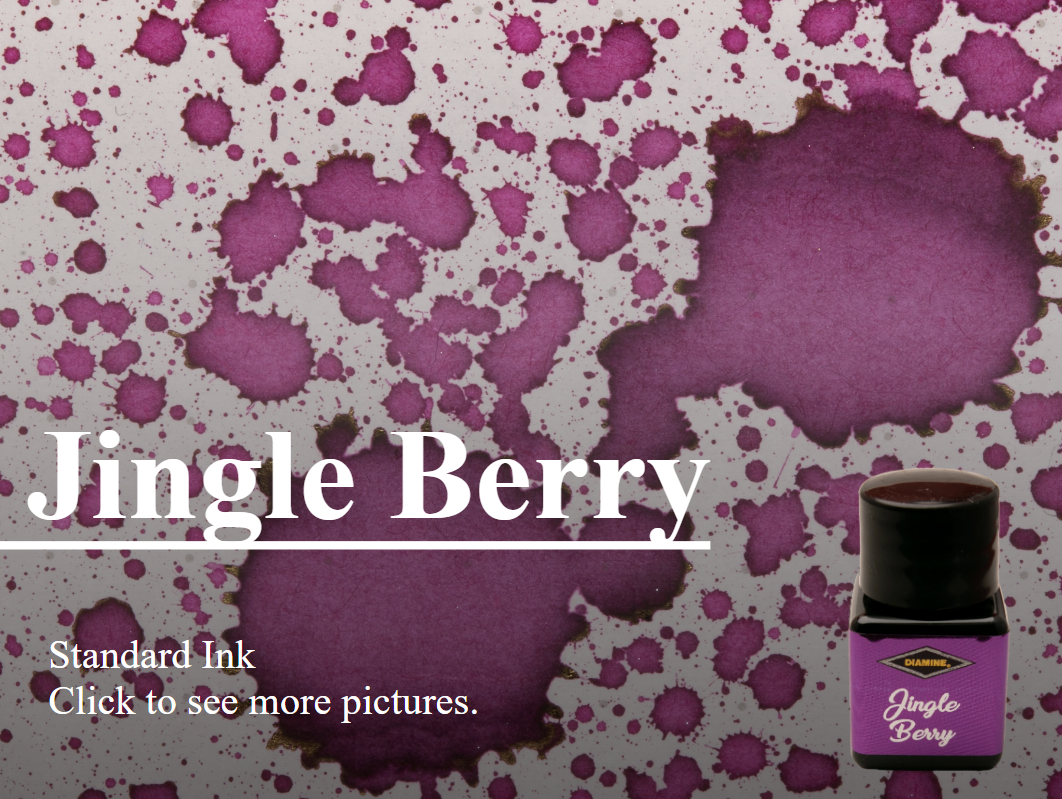 Jingle Berry
Standard Ink
Click to see more pictures.
DIAMINE
Jingle
Berry